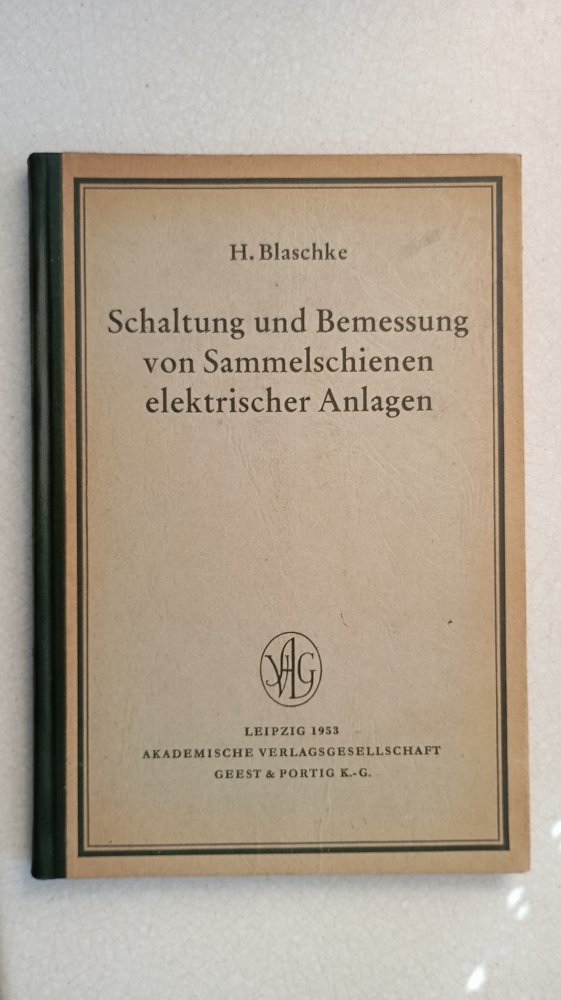 H. Blaschke
Schaltung und Bemessung
von Sammelschienen
elektrischer Anlagen
VAG
LEIPZIG 1953
AKADEMISCHE VERLAGSGESELLSCHAFT
GEEST & PORTIG K.-G.